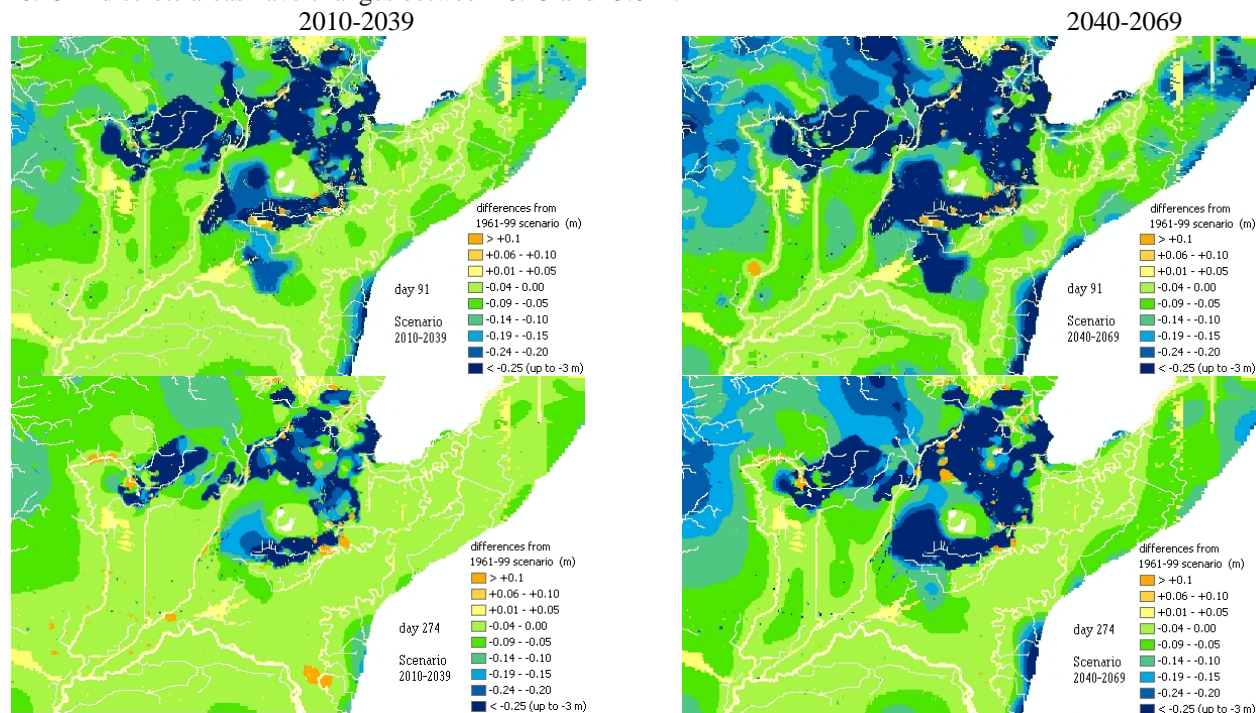 2010-2039
2040-2069
differences from
1961-99 scenario (m)
> +0.1
+0.06 - +0.10
+0.01 - +0.05
-0.04 - 0.00
-0.09 - -0.05
-0.14 - -0.10
-0.19 - -0.15
-0.24 - -0.20
< -0.25 (up to -3 m)
day 91
Scenario
2010-2039
differences from
1961-99 scenario (m)
> +0.1
+0.06 - +0.10
+0.01 - +0.05
-0.04 - 0.00
-0.09 - -0.05
-0.14 - -0.10
-0.19 - -0.15
-0.24 - -0.20
< -0.25 (up to -3 m)
day 91
Scenario
2040-2069
differences from
1961-99 scenario (m)
> +0.1
+0.06 - +0.10
+0.01 - +0.05
-0.04 - 0.00
-0.09 - -0.05
-0.14 - -0.10
-0.19 - -0.15
-0.24 - -0.20
< -0.25 (up to -3 m)
day 274
Scenario
2010-2039
differences from
1961-99 scenario (m)
> +0.1
+0.06 - +0.10
+0.01 - +0.05
-0.04 - 0.00
-0.09 - -0.05
-0.14 - -0.10
-0.19 - -0.15
-0.24 - -0.20
< -0.25 (up to -3 m)
day 274
Scenario
2040-2069